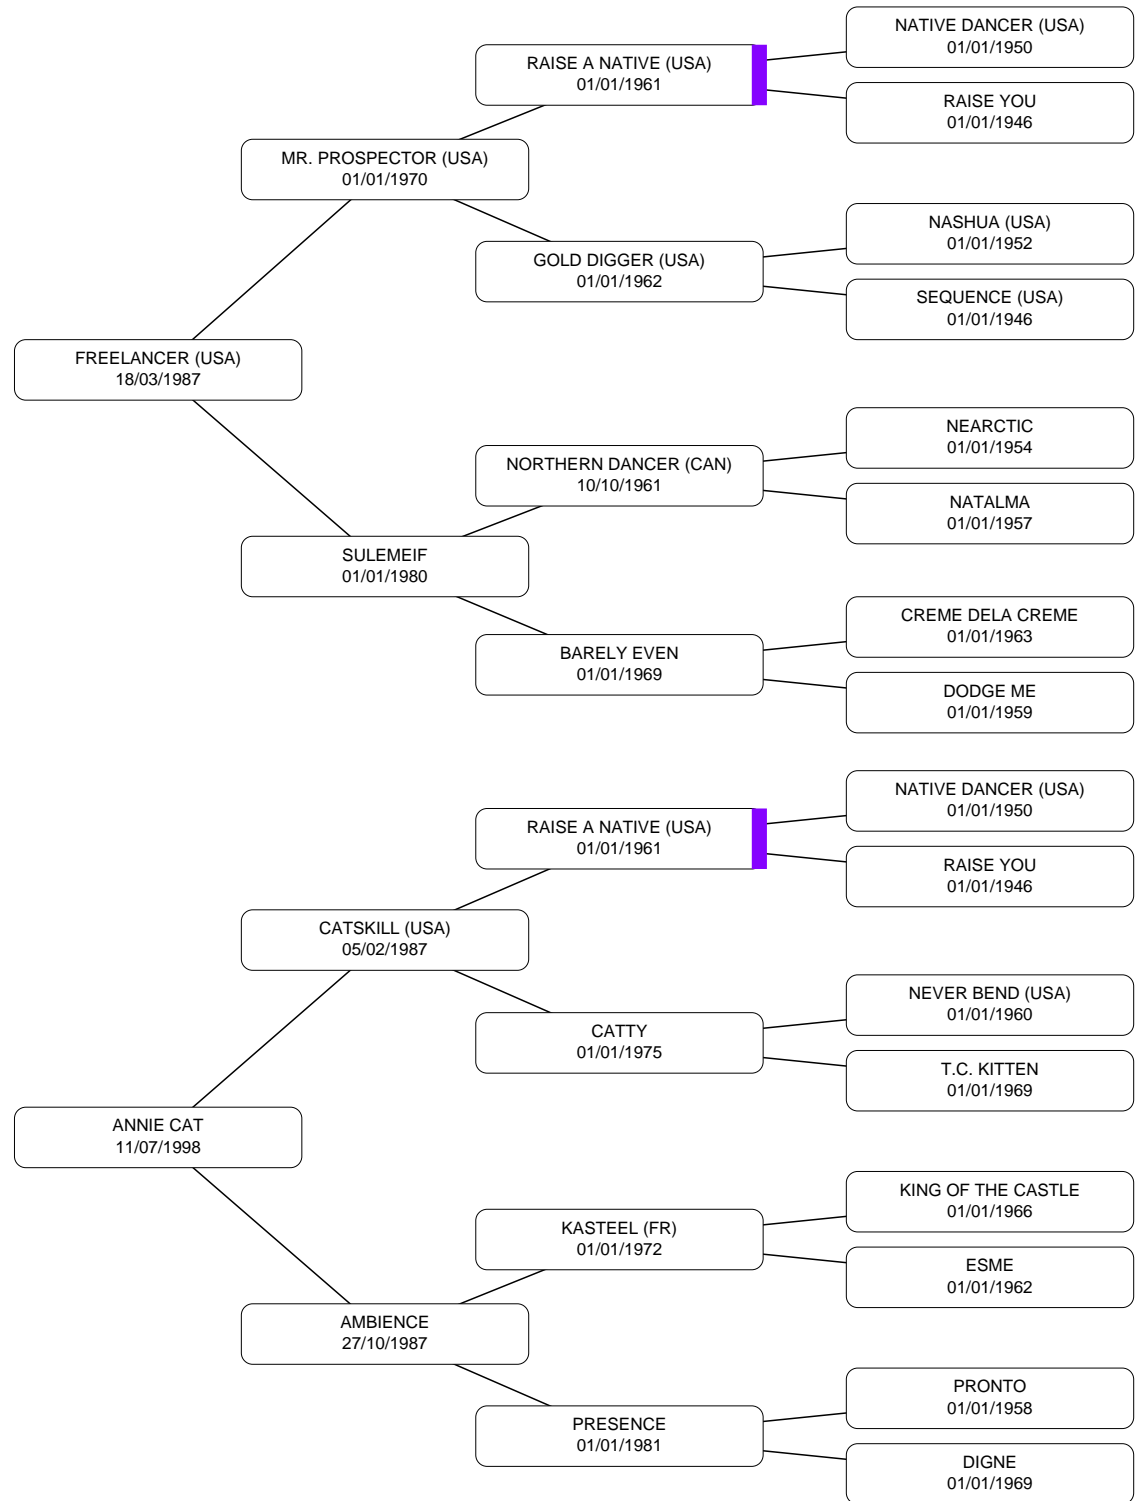 NATIVE DANCER (USA)
01/01/1950
RAISE A NATIVE (USA)
01/01/1961
RAISE YOU
01/01/1946
MR. PROSPECTOR (USA)
01/01/1970
NASHUA (USA)
01/01/1952
GOLD DIGGER (USA)
01/01/1962
SEQUENCE (USA)
01/01/1946
FREELANCER (USA)
18/03/1987
NEARCTIC
01/01/1954
NORTHERN DANCER (CAN)
10/10/1961
NATALMA
01/01/1957
SULEMEIF
01/01/1980
CREME DELA CREME
01/01/1963
BARELY EVEN
01/01/1969
DODGE ME
01/01/1959
NATIVE DANCER (USA)
01/01/1950
RAISE A NATIVE (USA)
01/01/1961
RAISE YOU
01/01/1946
CATSKILL (USA)
05/02/1987
NEVER BEND (USA)
01/01/1960
CATTY
01/01/1975
T.C. KITTEN
01/01/1969
ANNIE CAT
11/07/1998
KING OF THE CASTLE
01/01/1966
KASTEEL (FR)
01/01/1972
ESME
01/01/1962
AMBIENCE
27/10/1987
PRONTO
01/01/1958
PRESENCE
01/01/1981
DIGNE
01/01/1969